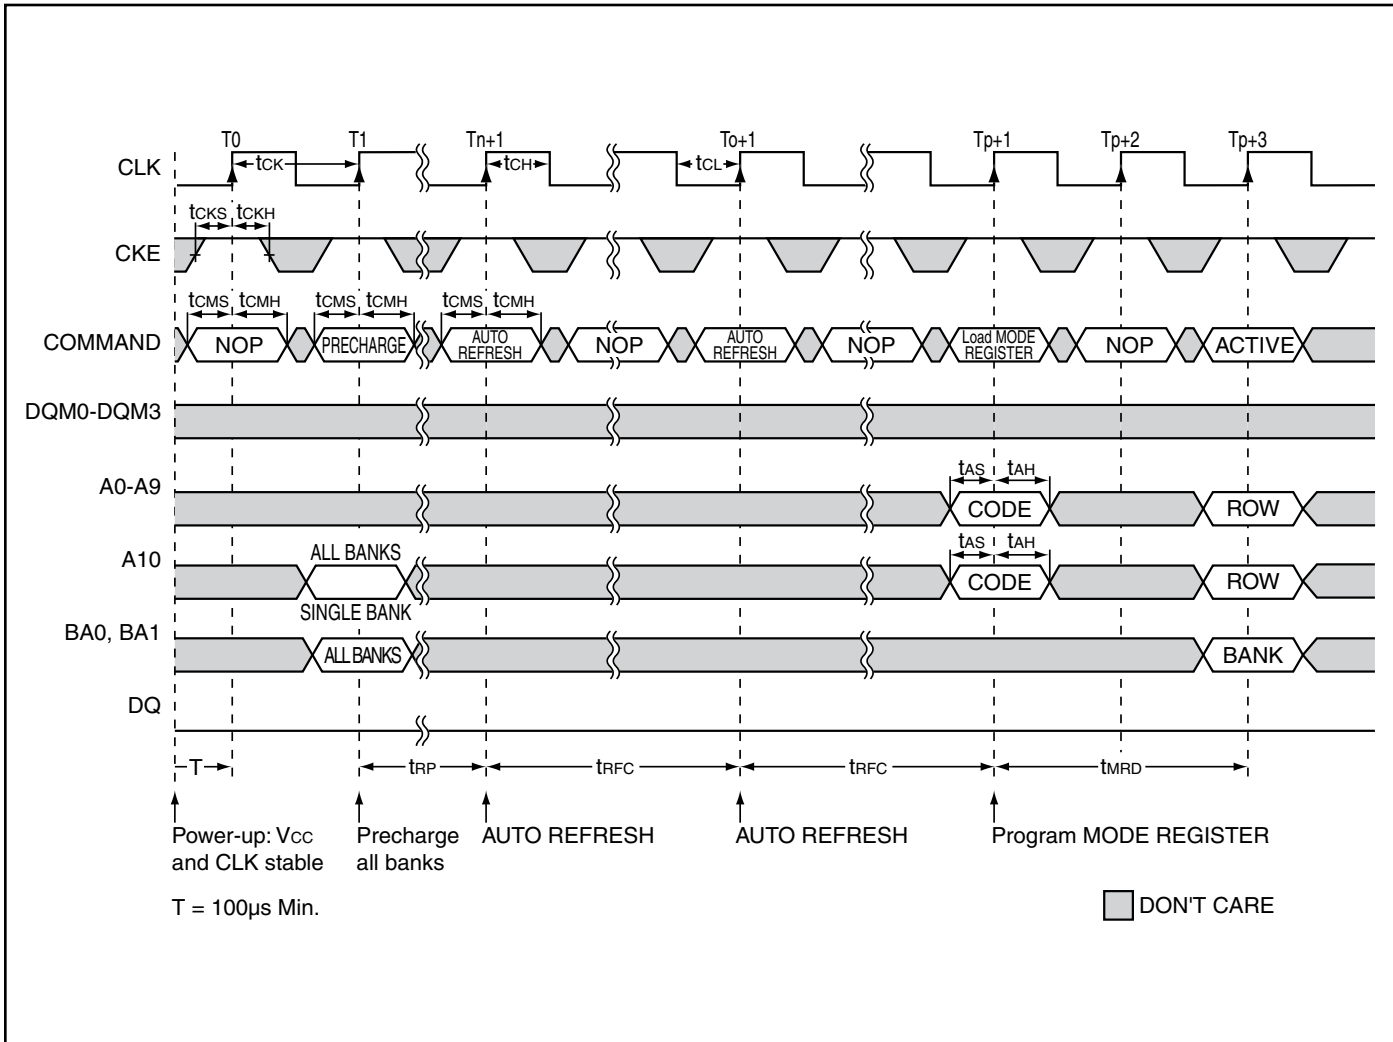 T0 T1 Tn+1 To+1 Tp+1 Tp+2 Tp+3
CLK tCK tCH tCL
tCKS tCKH
CKE
tCMS tCMH tCMS tCMH tCMS tCMH
COMMAND NOP PRECHARGE AUTO REFRESH NOP AUTO REFRESH NOP Load MODE REGISTER NOP ACTIVE
DQM0-DQM3
tAS tAH
A0-A9 CODE ROW
ALL BANKS tAS tAH
A10 CODE ROW
SINGLE BANK
BA0, BA1 ALL BANKS BANK
DQ
T tRP tRFC tRFC tMRD
Power-up: VCC and CLK stable
Precharge all banks
AUTO REFRESH
AUTO REFRESH
Program MODE REGISTER
T = 100µs Min.
DON'T CARE